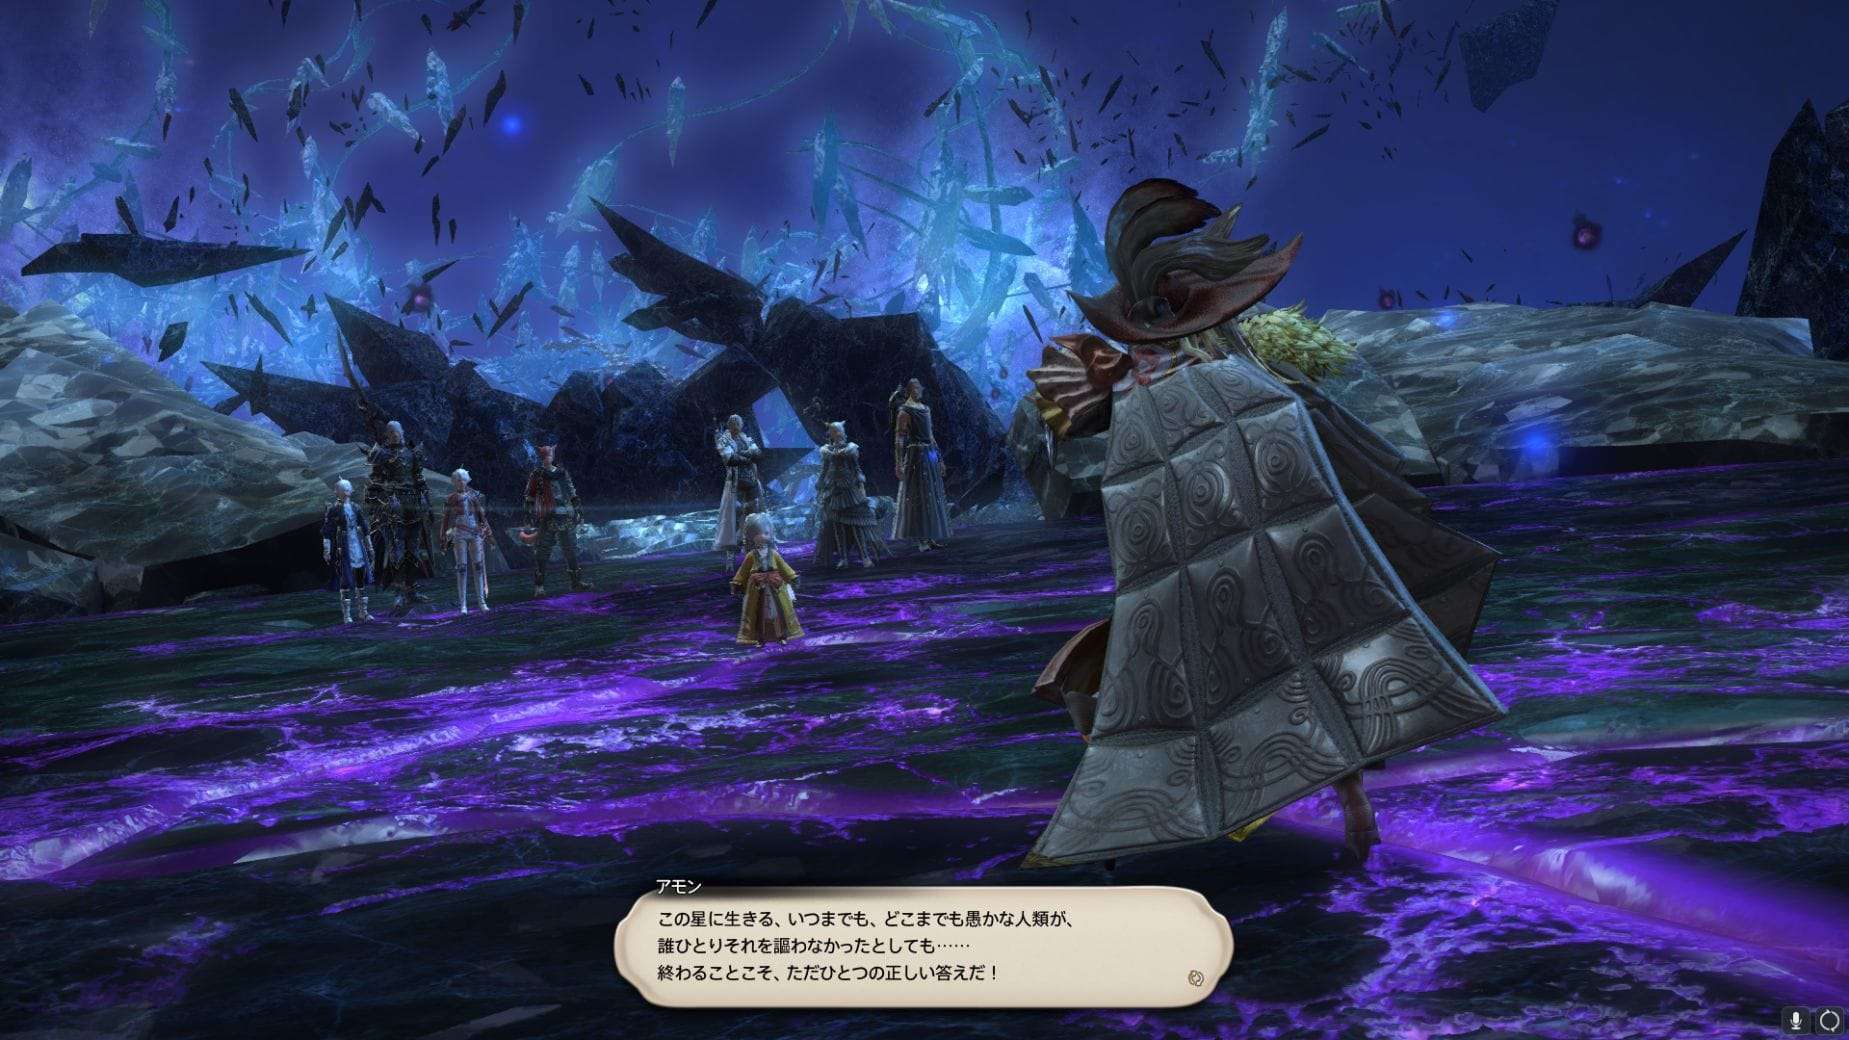 アモン
この星に生きる、いつまでも、どこまでも愚かな人類が、
誰ひとりそれを謳わなかったとしても……
終わることこそ、ただひとつの正しい答えだ！